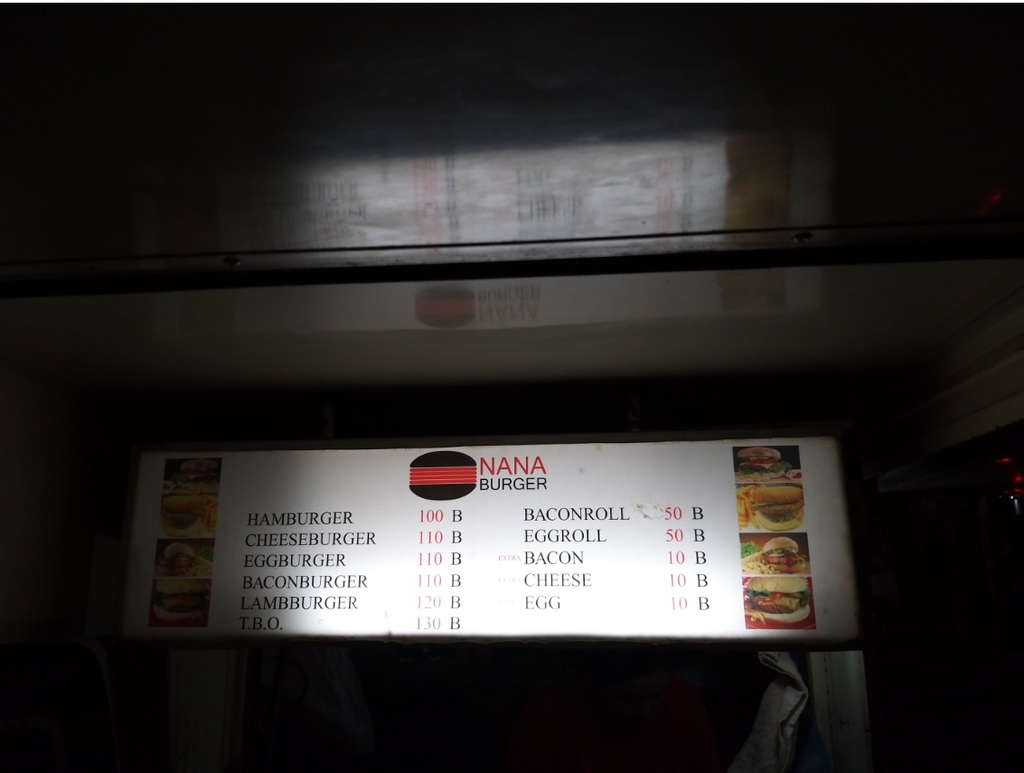 NANA
BURGER
HAMBURGER 100 B
CHEESEBURGER 110 B
EGGBURGER 110 B
BACONBURGER 110 B
LAMBBURGER 120 B
T.B.O. 130 B
BACONROLL 50 B
EGGROLL 50 B
EXTRA BACON 10 B
CHEESE 10 B
EGG 10 B